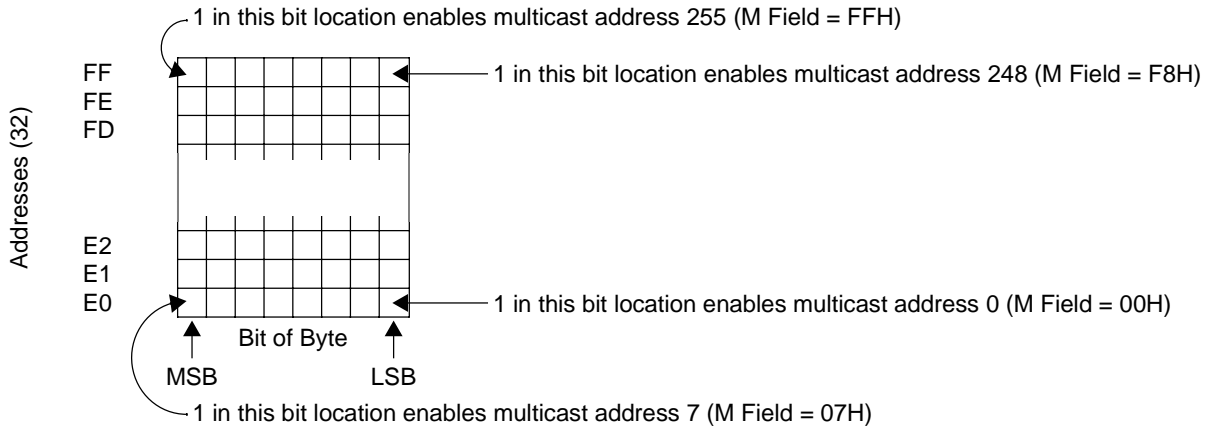 1 in this bit location enables multicast address 255 (M Field = FFH)
FF
1 in this bit location enables multicast address 248 (M Field = F8H)
FE
FD
Addresses (32)
E2
E1
E0
1 in this bit location enables multicast address 0 (M Field = 00H)
Bit of Byte
MSB
LSB
1 in this bit location enables multicast address 7 (M Field = 07H)